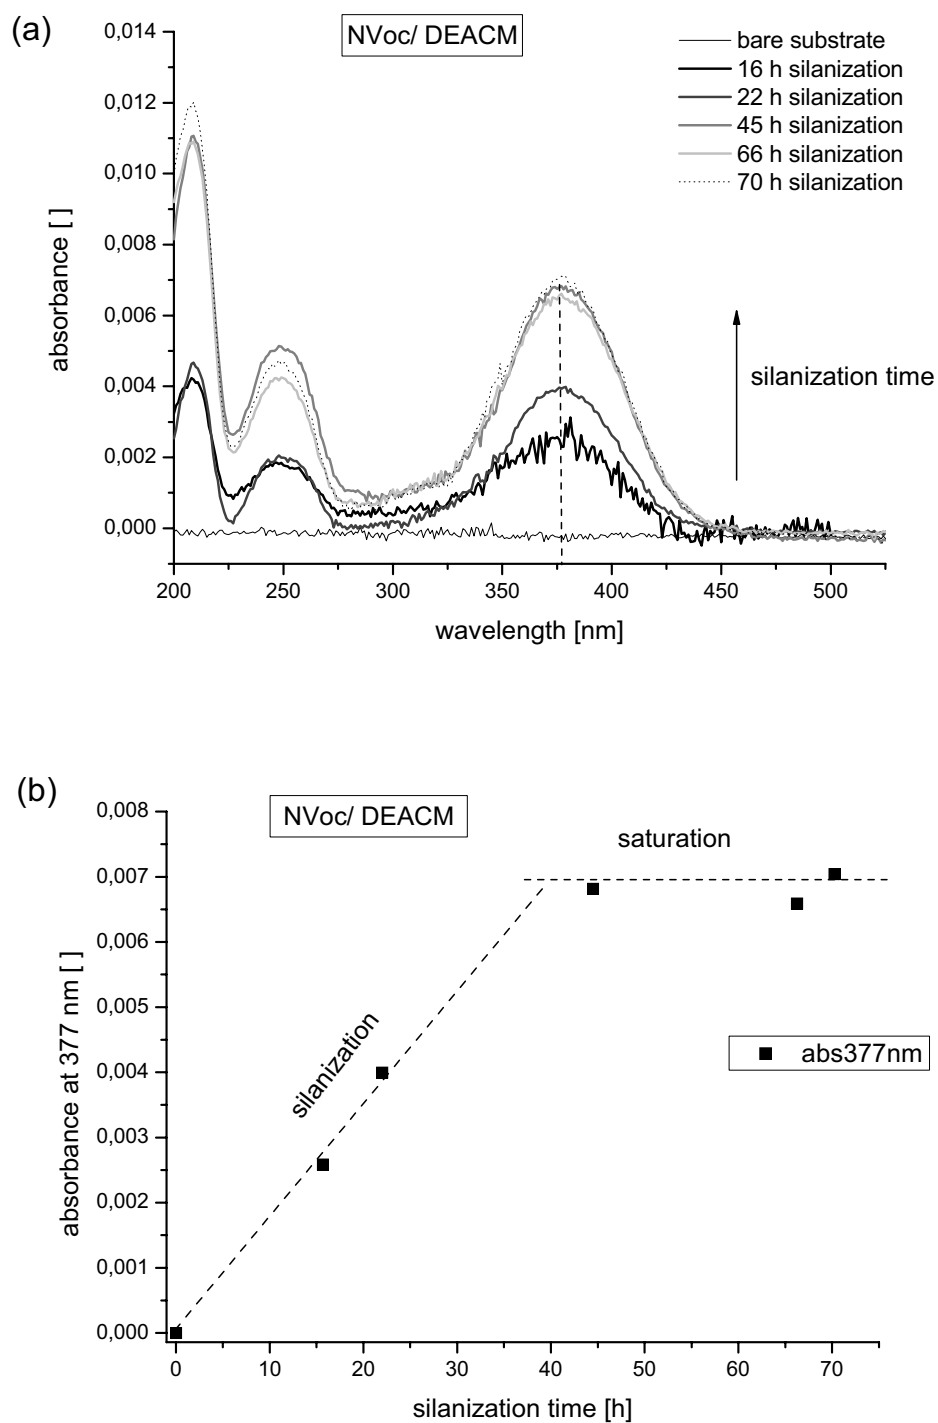 (a)
NVoc/ DEACM
bare substrate
16 h silanization
22 h silanization
45 h silanization
66 h silanization
70 h silanization
0,014
0,012
0,010
0,008
0,006
0,004
0,002
0,000
absorbance [ ]
silanization time
200 250 300 350 400 450 500
wavelength [nm]
(b)
NVoc/ DEACM
saturation
silanization
abs377nm
0,008
0,007
0,006
0,005
0,004
0,003
0,002
0,001
0,000
absorbance at 377 nm [ ]
0 10 20 30 40 50 60 70
silanization time [h]